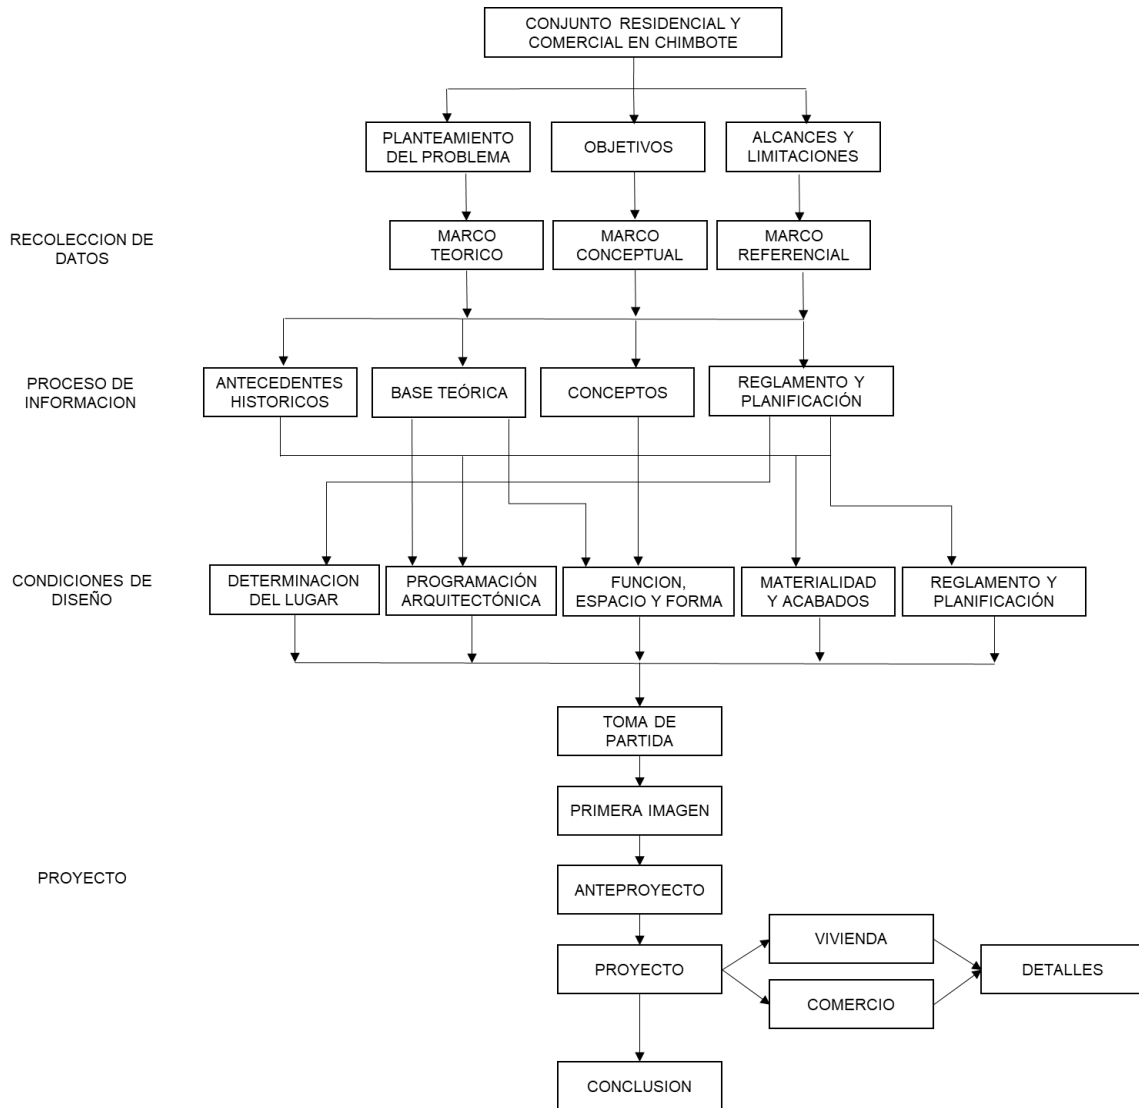 CONJUNTO RESIDENCIAL Y
COMERCIAL EN CHIMBOTE
PLANTEAMIENTO
DEL PROBLEMA
OBJETIVOS
ALCANCES Y
LIMITACIONES
RECOLECCION DE
DATOS
MARCO
TEORICO
MARCO
CONCEPTUAL
MARCO
REFERENCIAL
PROCESO DE
INFORMACION
ANTECEDENTES
HISTORICOS
BASE TEÓRICA
CONCEPTOS
REGLAMENTO Y
PLANIFICACIÓN
CONDICIONES DE
DISEÑO
DETERMINACION
DEL LUGAR
PROGRAMACIÓN
ARQUITECTÓNICA
FUNCION,
ESPACIO Y FORMA
MATERIALIDAD
Y ACABADOS
REGLAMENTO Y
PLANIFICACIÓN
TOMA DE
PARTIDA
PRIMERA IMAGEN
PROYECTO
ANTEPROYECTO
PROYECTO
VIVIENDA
COMERCIO
DETALLES
CONCLUSION